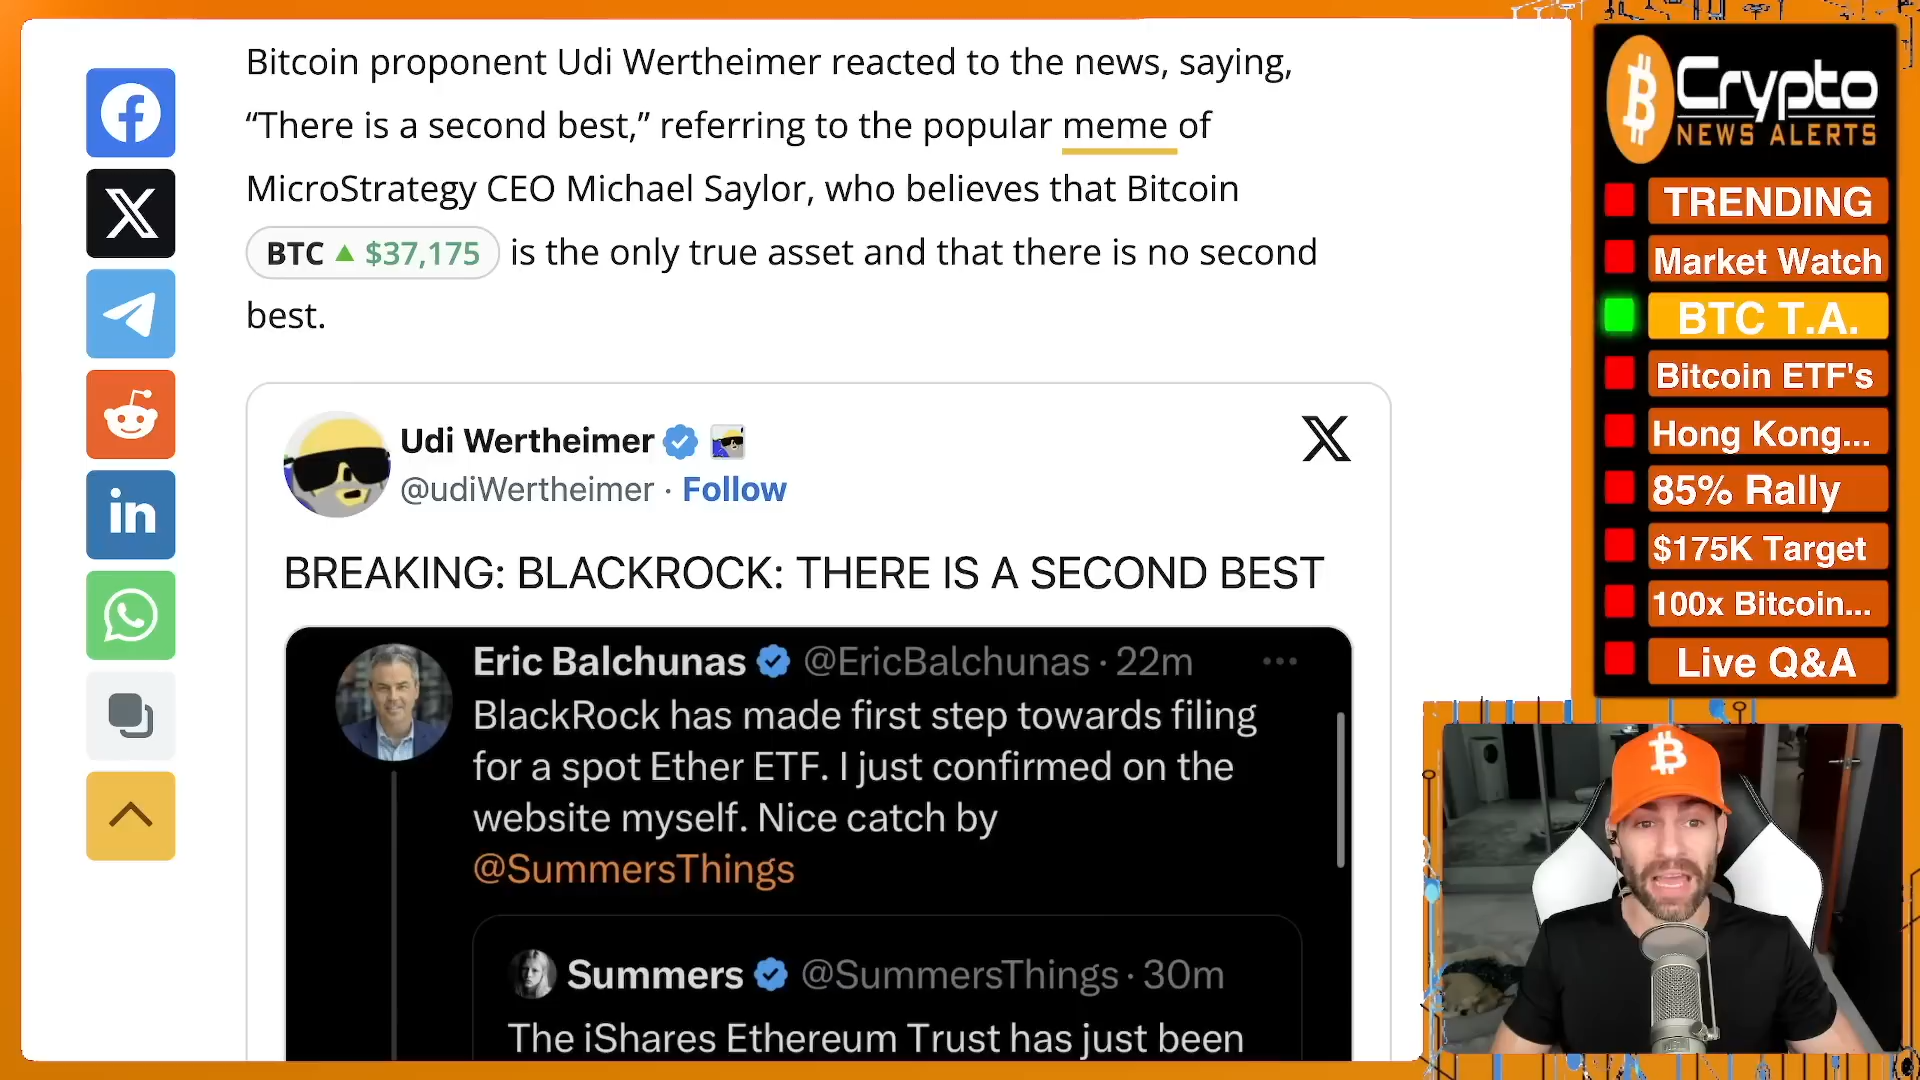 Bitcoin proponent Udi Wertheimer reacted to the news, saying,
“There is a second best,” referring to the popular meme of
MicroStrategy CEO Michael Saylor, who believes that Bitcoin
BTC ▲ $37,175 is the only true asset and that there is no second
best.
Udi Wertheimer
@udiWertheimer · Follow
BREAKING: BLACKROCK: THERE IS A SECOND BEST
Eric Balchunas @EricBalchunas · 22m
BlackRock has made first step towards filing
for a spot Ether ETF. I just confirmed on the
website myself. Nice catch by
@SummersThings
Summers @SummersThings · 30m
The iShares Ethereum Trust has just been
in
Crypto
NEWS ALERTS
TRENDING
Market Watch
BTC T.A.
Bitcoin ETF's
Hong Kong...
85% Rally
$175K Target
100x Bitcoin...
Live Q&A